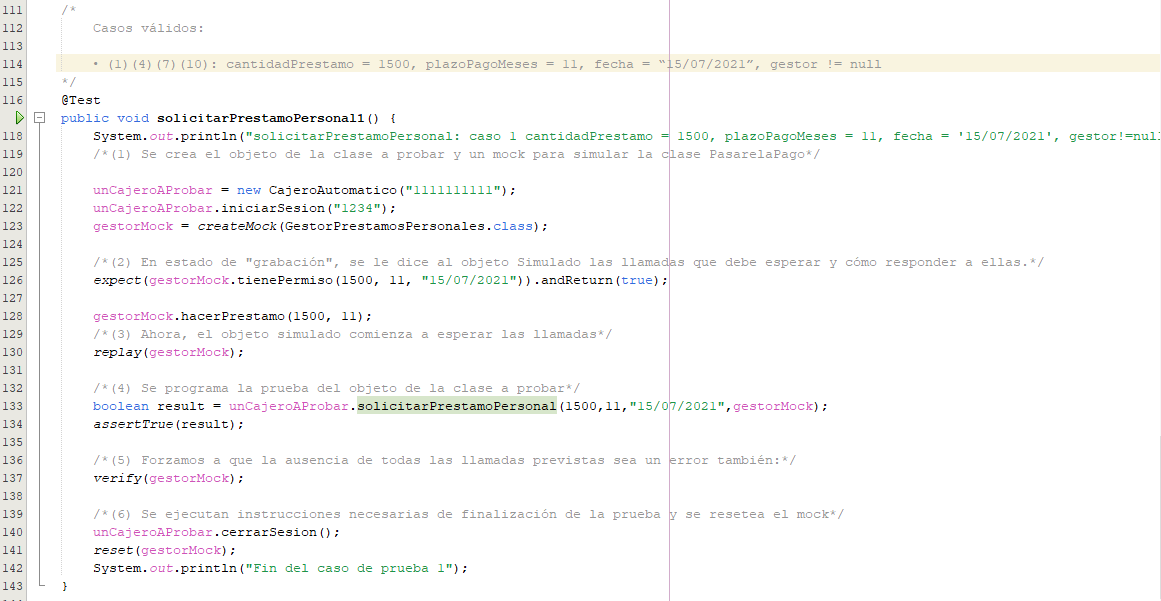 111 /*
112 Casos válidos:
113
114 • (1)(4)(7)(10): cantidadPrestamo = 1500, plazoPagoMeses = 11, fecha = “15/07/2021”, gestor != null
115 */
116 @Test
public void solicitarPrestamoPersonal1() {
118 System.out.println("solicitarPrestamoPersonal: caso 1 cantidadPrestamo = 1500, plazoPagoMeses = 11, fecha = '15/07/2021', gestor!=null
119 /*(1) Se crea el objeto de la clase a probar y un mock para simular la clase PasarelaPago*/
120
121 unCajeroAProbar = new CajeroAutomatico("1111111111");
122 unCajeroAProbar.iniciarSesion("1234");
123 gestorMock = createMock(GestorPrestamosPersonales.class);
124
125 /*(2) En estado de "grabación", se le dice al objeto Simulado las llamadas que debe esperar y cómo responder a ellas.*/
126 expect(gestorMock.tienePermiso(1500, 11, "15/07/2021")).andReturn(true);
127
128 gestorMock.hacerPrestamo(1500, 11);
129 /*(3) Ahora, el objeto simulado comienza a esperar las llamadas*/
130 replay(gestorMock);
131
132 /*(4) Se programa la prueba del objeto de la clase a probar*/
133 boolean result = unCajeroAProbar.solicitarPrestamoPersonal(1500,11,"15/07/2021",gestorMock);
134 assertTrue(result);
135
136 /*(5) Forzamos a que la ausencia de todas las llamadas previstas sea un error también:*/
137 verify(gestorMock);
138
139 /*(6) Se ejecutan instrucciones necesarias de finalización de la prueba y se resetea el mock*/
140 unCajeroAProbar.cerrarSesion();
141 reset(gestorMock);
142 System.out.println("Fin del caso de prueba 1");
143 }